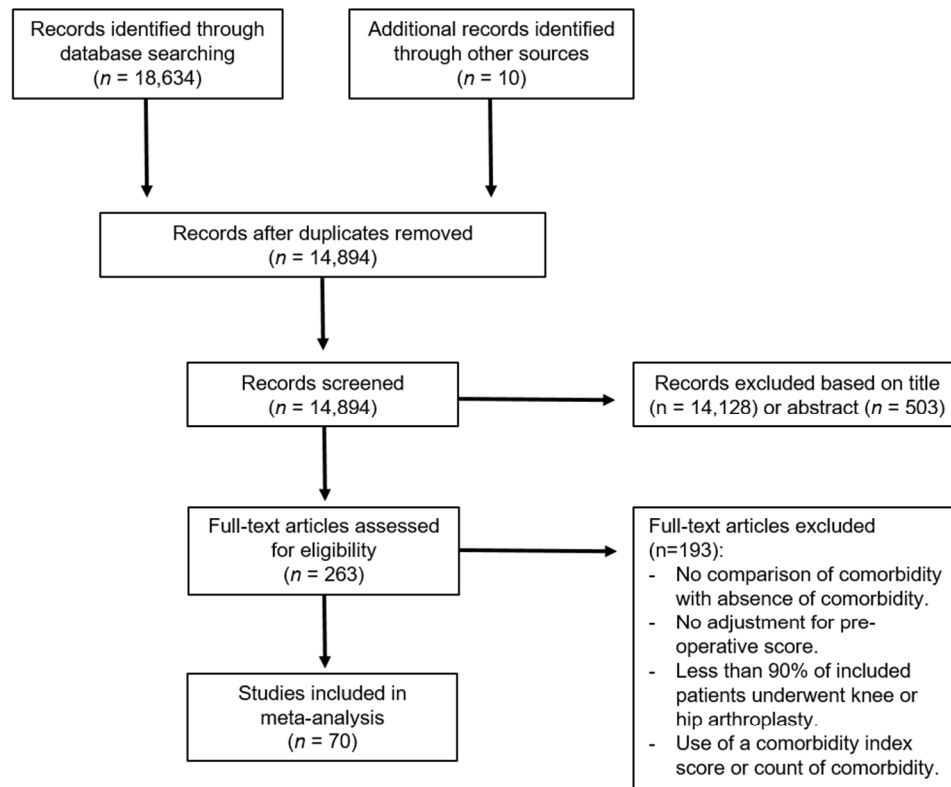 Records identified through
database searching
(n = 18,634)
Additional records identified
through other sources
(n = 10)
Records after duplicates removed
(n = 14,894)
Records screened
(n = 14,894)
Records excluded based on title
(n = 14,128) or abstract (n = 503)
Full-text articles assessed
for eligibility
(n = 263)
Full-text articles excluded
(n=193):
- No comparison of comorbidity
with absence of comorbidity.
- No adjustment for pre-
operative score.
- Less than 90% of included
patients underwent knee or
hip arthroplasty.
- Use of a comorbidity index
score or count of comorbidity.
Studies included in
meta-analysis
(n = 70)